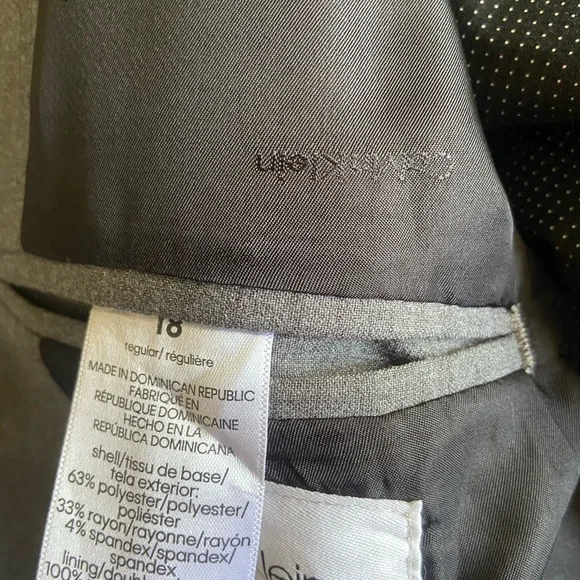 Calvin Klein
18
regular/ régulière
MADE IN DOMINICAN REPUBLIC
FABRIQUÉ EN
RÉPUBLIQUE DOMINICAINE
HECHO EN LA
REPÚBLICA DOMINICANA
shell/tissu de base/
tela exterior:
63% polyester/polyester/
poliéster
33% rayon/rayonne/rayón
4% spandex/spandex/
spandex
lining/doubl
100%
lein